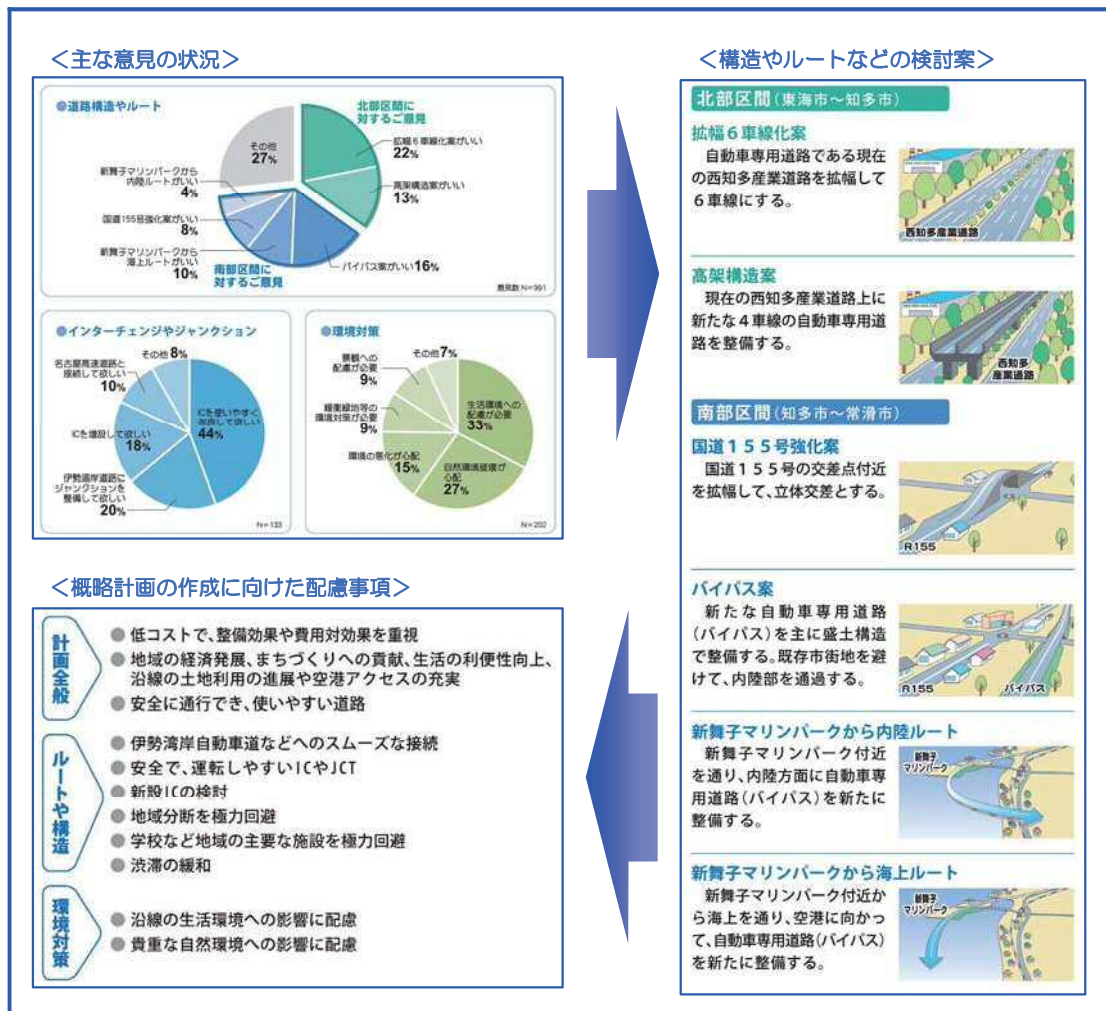 ＜主な意見の状況＞
●道路構造やルート
北部区間に
対するご意見
拡幅６車線化案がいい
22%
高架構造案がいい
13%
バイパス案がいい16%
南部区間に
対するご意見
新舞子マリンパークから
海上ルートがいい
10%
国道155号強化案がいい
8%
新舞子マリンパークから
内陸ルートがいい
4%
その他
27%
意見数 N=991
●インターチェンジやジャンクション
ICを使いやすく
改良して欲しい
44%
伊勢湾岸道路に
ジャンクションを
整備して欲しい
20%
ICを増設して欲しい
18%
名古屋高速道路と
接続して欲しい
10%
その他8%
N=133
●環境対策
生活環境への
配慮が必要
33%
自然環境破壊が
心配
27%
環境の悪化が心配
15%
緩衝緑地等の
環境対策が必要
9%
景観への
配慮が必要
9%
その他7%
N=202
＜構造やルートなどの検討案＞
北部区間（東海市～知多市）
拡幅６車線化案
自動車専用道路である現在
の西知多産業道路を拡幅して
６車線にする。
西知多産業道路
高架構造案
現在の西知多産業道路上に
新たな４車線の自動車専用道
路を整備する。
西知多
産業道路
南部区間（知多市～常滑市）
国道１５５号強化案
国道１５５号の交差点付近
を拡幅して、立体交差とする。
R155
バイパス案
新たな自動車専用道路
（バイパス）を主に盛土構造
で整備する。既存市街地を避
けて、内陸部を通過する。
R155
バイパス
新舞子マリンパークから内陸ルート
新舞子マリンパーク付近
を通り、内陸方面に自動車専
用道路（バイパス）を新たに
整備する。
新舞子
マリンパーク
新舞子マリンパークから海上ルート
新舞子マリンパーク付近か
ら海上を通り、空港に向かっ
て、自動車専用道路（バイパス）
を新たに整備する。
新舞子
マリンパーク
＜概略計画の作成に向けた配慮事項＞
計画全般
●低コストで、整備効果や費用対効果を重視
●地域の経済発展、まちづくりへの貢献、生活の利便性向上、
沿線の土地利用の進展や空港アクセスの充実
●安全に通行でき、使いやすい道路
ルートや構造
●伊勢湾岸自動車道などへのスムーズな接続
●安全で、運転しやすいICやJCT
●新設ICの検討
●地域分断を極力回避
●学校など地域の主要な施設を極力回避
●渋滞の緩和
環境対策
●沿線の生活環境への影響に配慮
●貴重な自然環境への影響に配慮